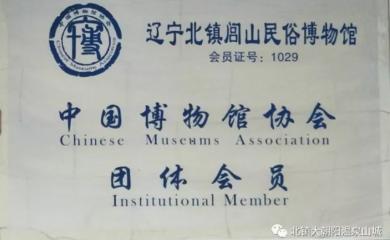 辽宁北镇闾山民俗博物馆
会员证号：1029
中国博物馆协会
Chinese Museums Association
团体会员
Institutional Member
北镇大朝阳温泉山城